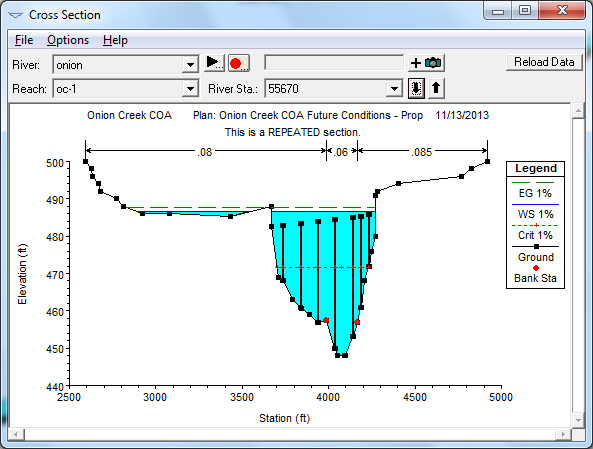 Cross Section
File Options Help
River: onion
Reload Data
Reach: oc-1 River Sta.: 55670
Onion Creek COA Plan: Onion Creek COA Future Conditions - Prop 11/13/2013
This is a REPEATED section.
.08 .06 .085
Legend
EG 1%
WS 1%
Crit 1%
Ground
Bank Sta
Elevation (ft)
500
490
480
470
460
450
440
2500 3000 3500 4000 4500 5000
Station (ft)